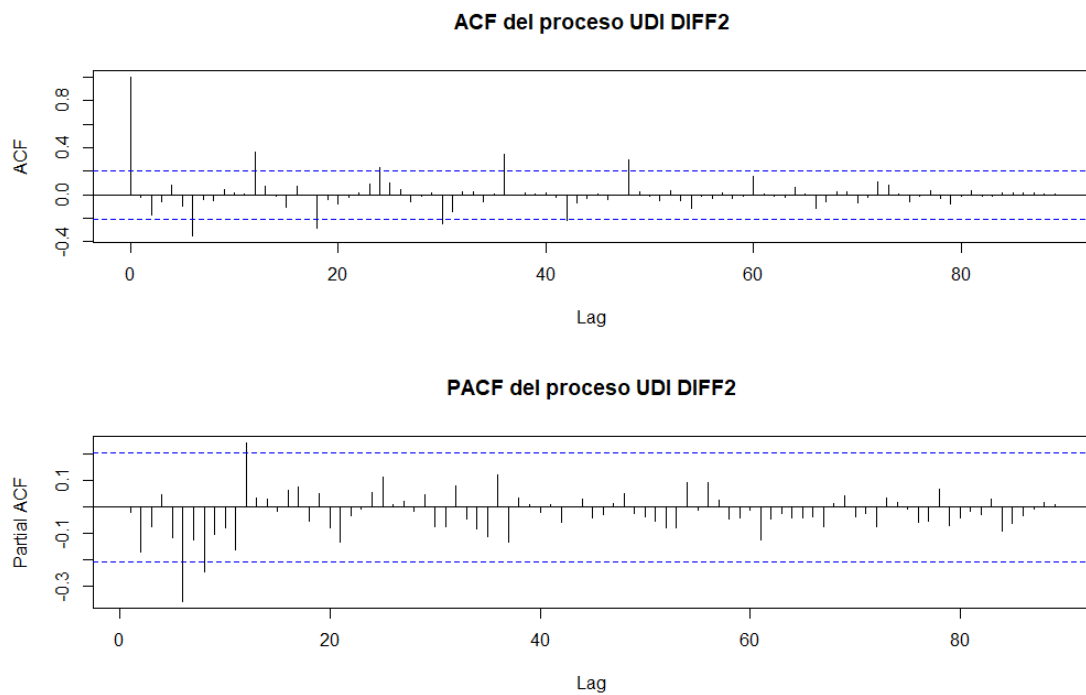 ACF del proceso UDI DIFF2
ACF
-0.4 0.0 0.4 0.8
0 20 40 60 80
Lag
PACF del proceso UDI DIFF2
Partial ACF
-0.3 -0.1 0.1
0 20 40 60 80
Lag